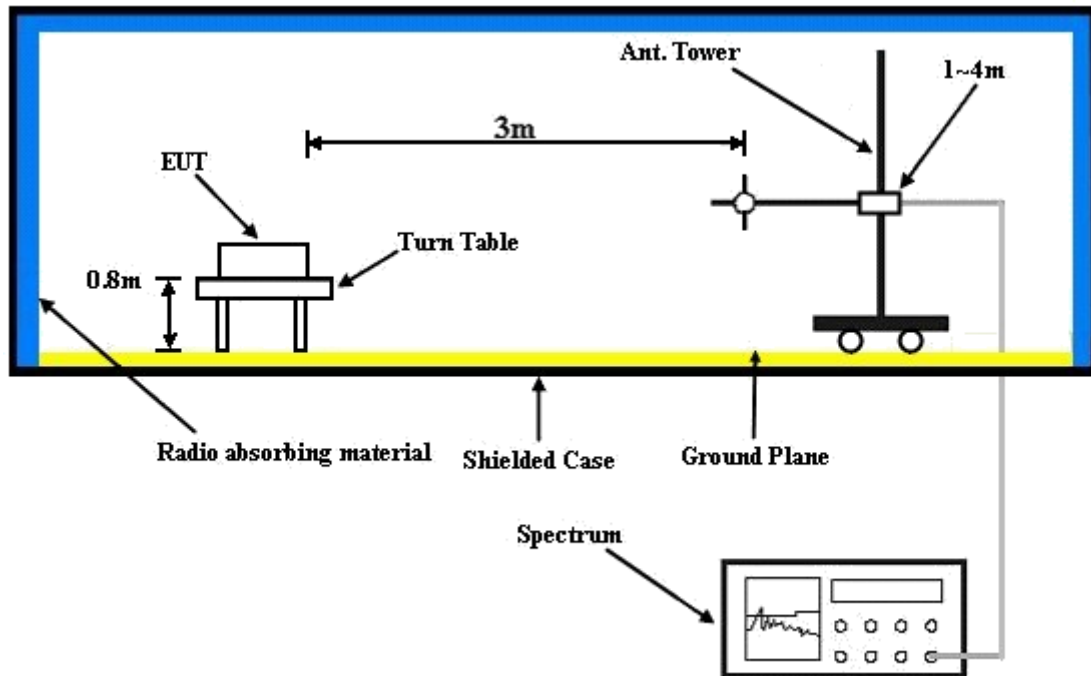 Ant. Tower
1~4m
3m
EUT
Turn Table
0.8m
Radio absorbing material
Shielded Case
Ground Plane
Spectrum